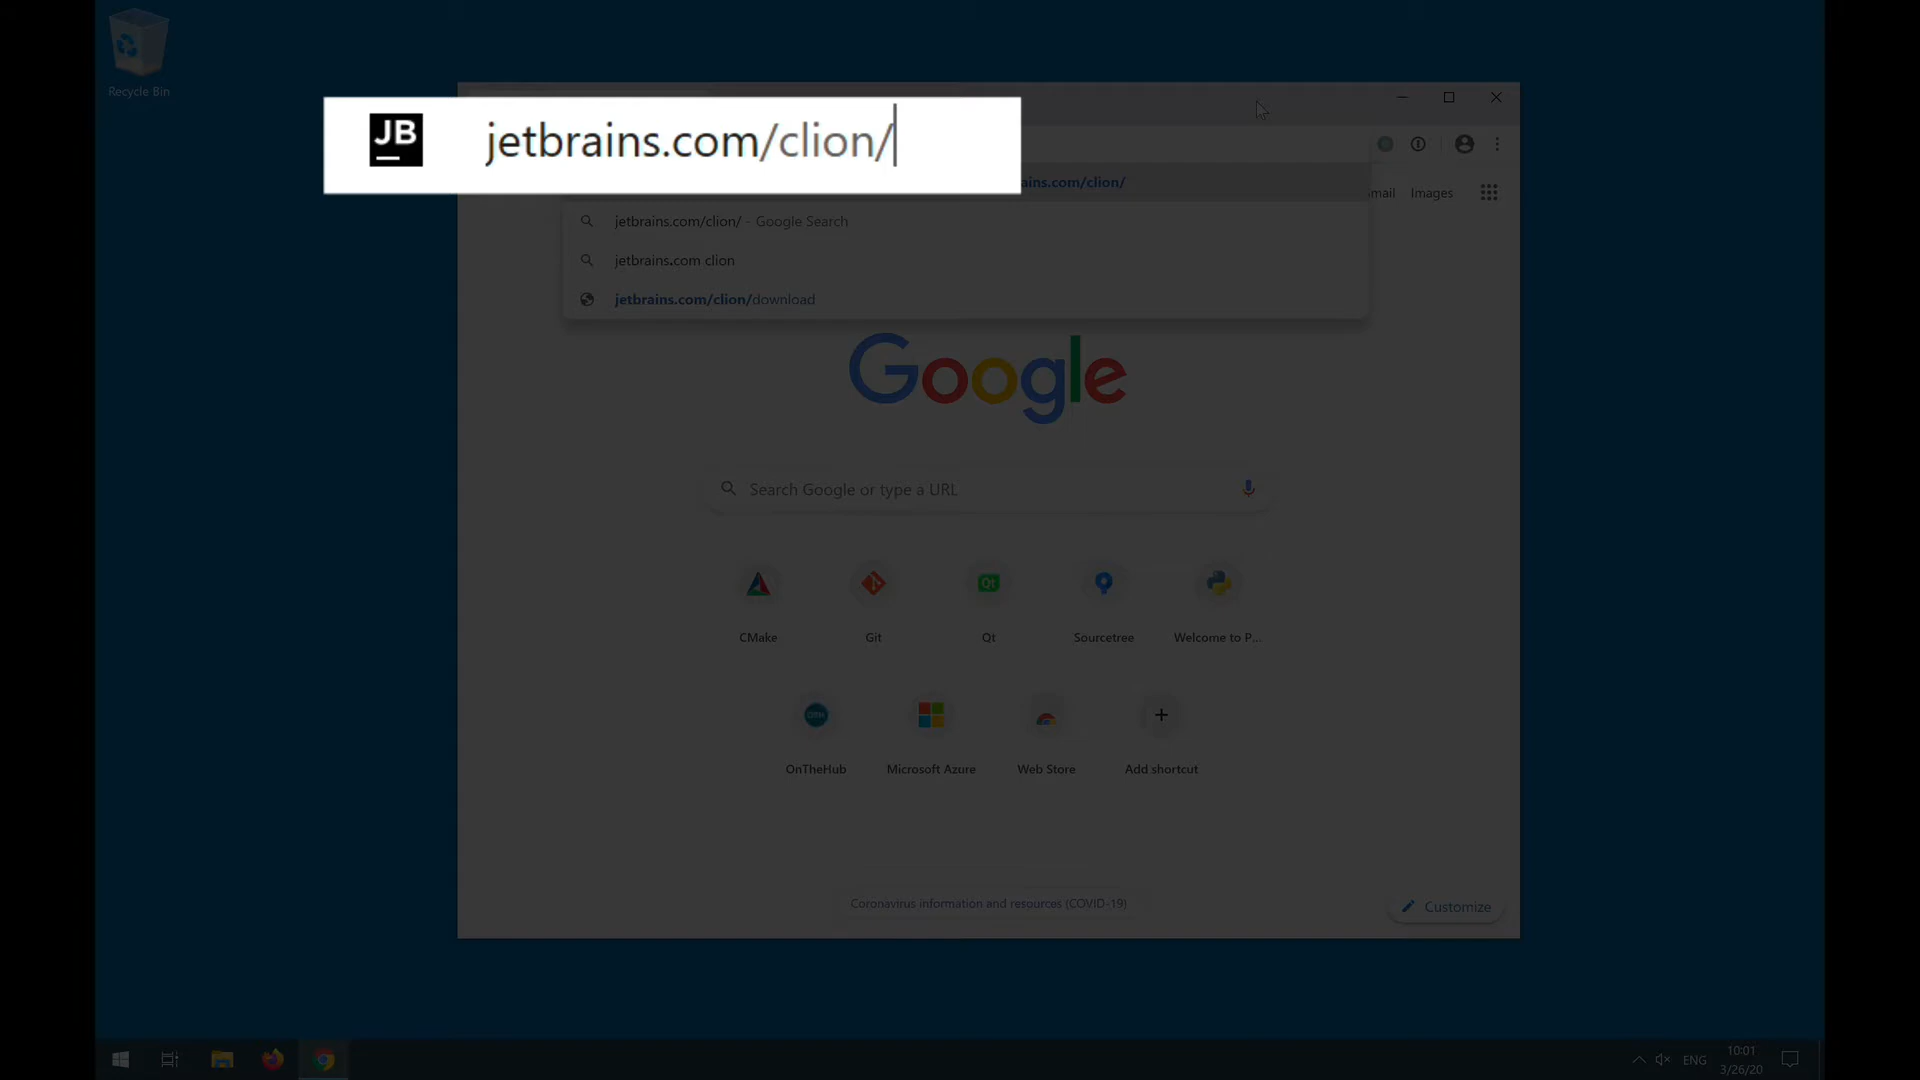 Recycle Bin
JB
jetbrains.com/clion/
ains.com/clion/
mail
Images
jetbrains.com/clion/ - Google Search
jetbrains.com clion
jetbrains.com/clion/download
Google
Search Google or type a URL
Qt
CMake
Git
Qt
Sourcetree
Welcome to P...
OTH
OnTheHub
Microsoft Azure
Web Store
Add shortcut
Coronavirus information and resources (COVID-19)
Customize
ENG
10:01
3/26/20